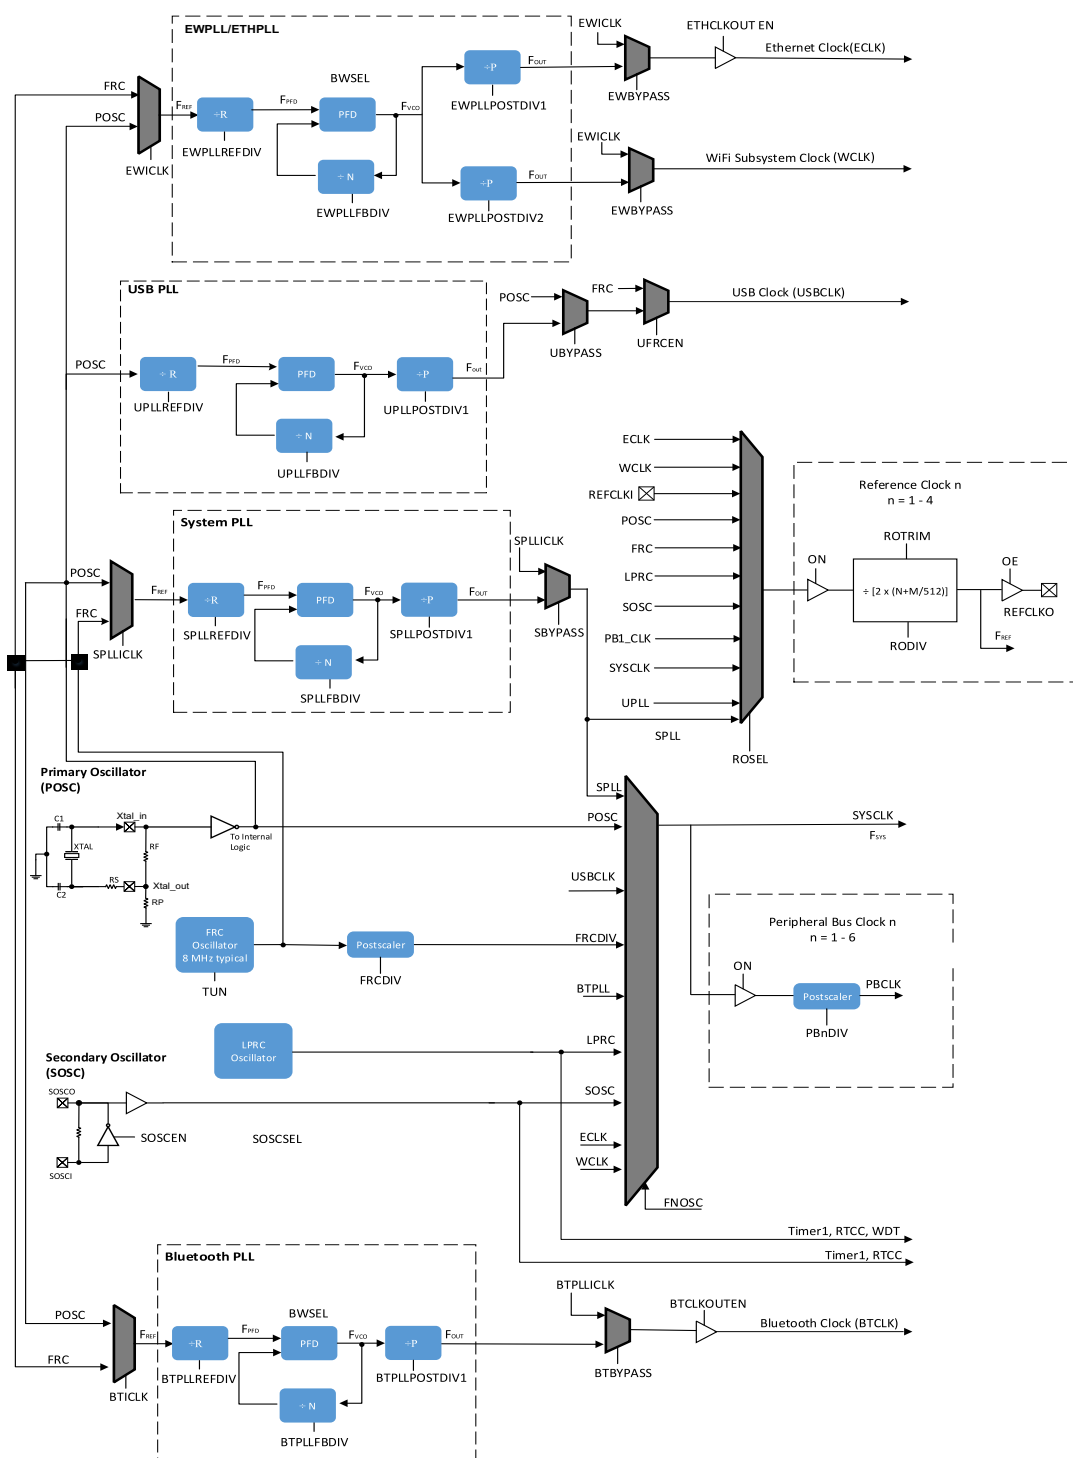 EWPLL/ETHPLL
FRC
POSC
EWICLK
FREF
÷R
EWPLLREFDIV
FPFD
BWSEL
PFD
÷ N
EWPLLFBDIV
FVCO
÷P
EWPLLPOSTDIV1
FOUT
÷P
EWPLLPOSTDIV2
FOUT
EWICLK
EWBYPASS
ETHCLKOUT EN
Ethernet Clock(ECLK)
EWICLK
EWBYPASS
WiFi Subsystem Clock (WCLK)
USB PLL
POSC
÷ R
UPLLREFDIV
FPFD
PFD
÷ N
UPLLFBDIV
FVCO
÷P
UPLLPOSTDIV1
Fout
POSC
UBYPASS
FRC
UFRCEN
USB Clock (USBCLK)
System PLL
POSC
FRC
SPLLICLK
FREF
÷R
SPLLREFDIV
FPFD
PFD
÷ N
SPLLFBDIV
FVCO
÷P
SPLLPOSTDIV1
FOUT
SPLLICLK
SBYPASS
ECLK
WCLK
REFCLKI
POSC
FRC
LPRC
SOSC
PB1_CLK
SYSCLK
UPLL
SPLL
ROSEL
Reference Clock n
n = 1 - 4
ON
ROTRIM
÷ [2 x (N+M/512)]
RODIV
OE
REFCLKO
FREF
Primary Oscillator
(POSC)
C1
Xtal_in
XTAL
RF
C2
RS
Xtal_out
RP
To Internal
Logic
FRC
Oscillator
8 MHz typical
TUN
Postscaler
FRCDIV
LPRC
Oscillator
Secondary Oscillator
(SOSC)
SOSCO
SOSCI
SOSCEN
SOSCSEL
SPLL
POSC
USBCLK
FRCDIV
BTPLL
LPRC
SOSC
ECLK
WCLK
FNOSC
SYSCLK
FSYS
Peripheral Bus Clock n
n = 1 - 6
ON
Postscaler
PBnDIV
PBCLK
Timer1, RTCC, WDT
Timer1, RTCC
Bluetooth PLL
POSC
FRC
BTICLK
FREF
÷R
BTPLLREFDIV
FPFD
BWSEL
PFD
÷ N
BTPLLFBDIV
FVCO
÷P
BTPLLPOSTDIV1
FOUT
BTPLLICLK
BTBYPASS
BTCLKOUTEN
Bluetooth Clock (BTCLK)